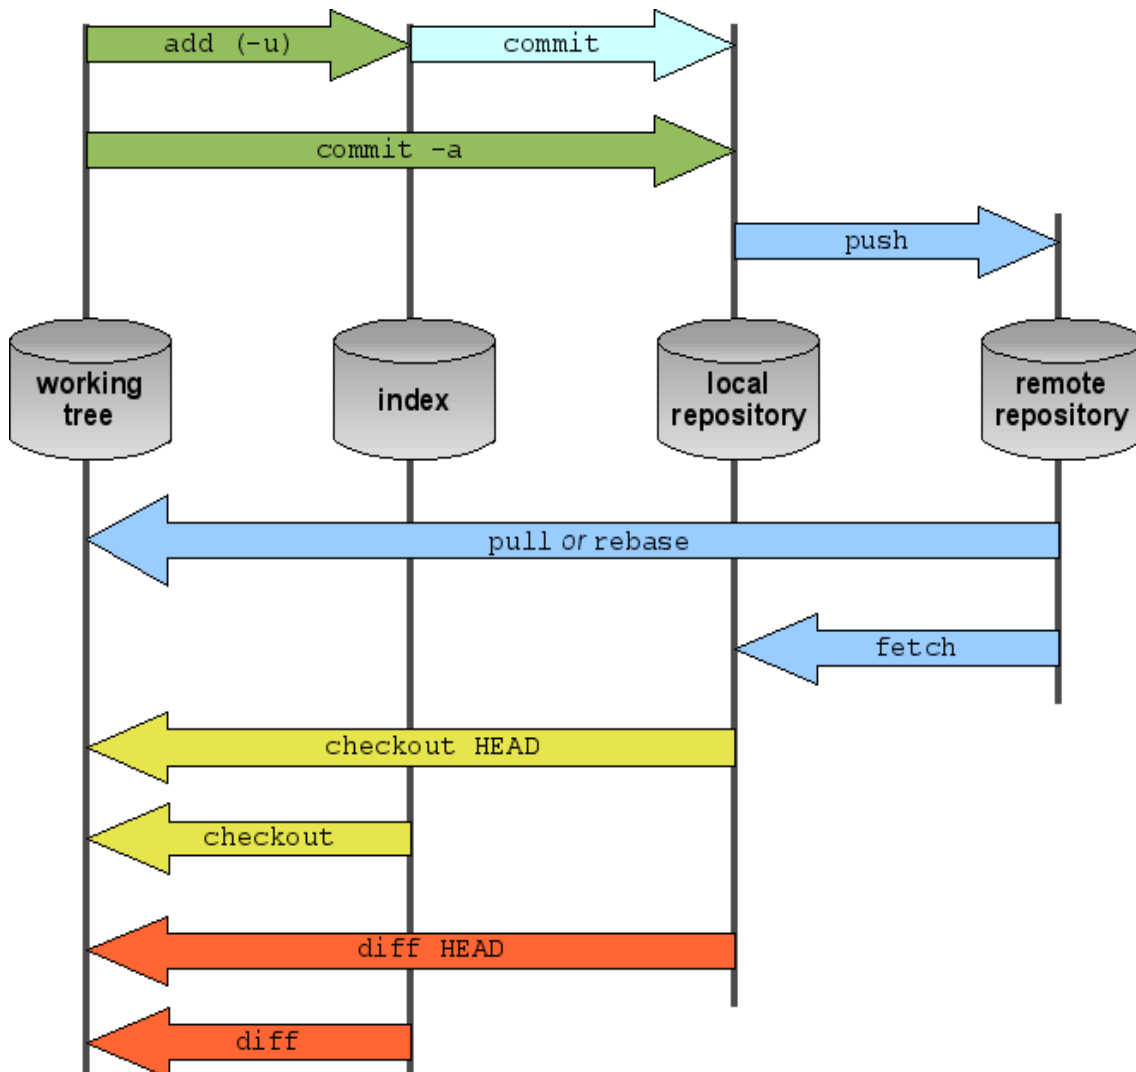 add (-u)
commit
commit -a
push
working
tree
index
local
repository
remote
repository
pull or rebase
fetch
checkout HEAD
checkout
diff HEAD
diff